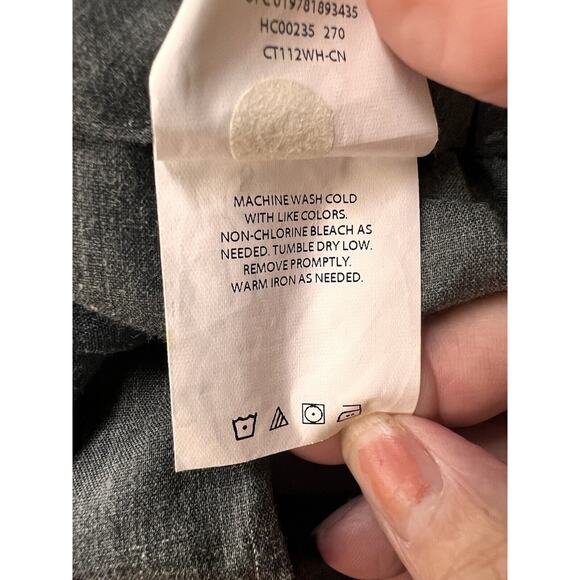 019781893435
HC00235 270
CT112WH-CN
MACHINE WASH COLD
WITH LIKE COLORS.
NON-CHLORINE BLEACH AS
NEEDED. TUMBLE DRY LOW.
REMOVE PROMPTLY.
WARM IRON AS NEEDED.